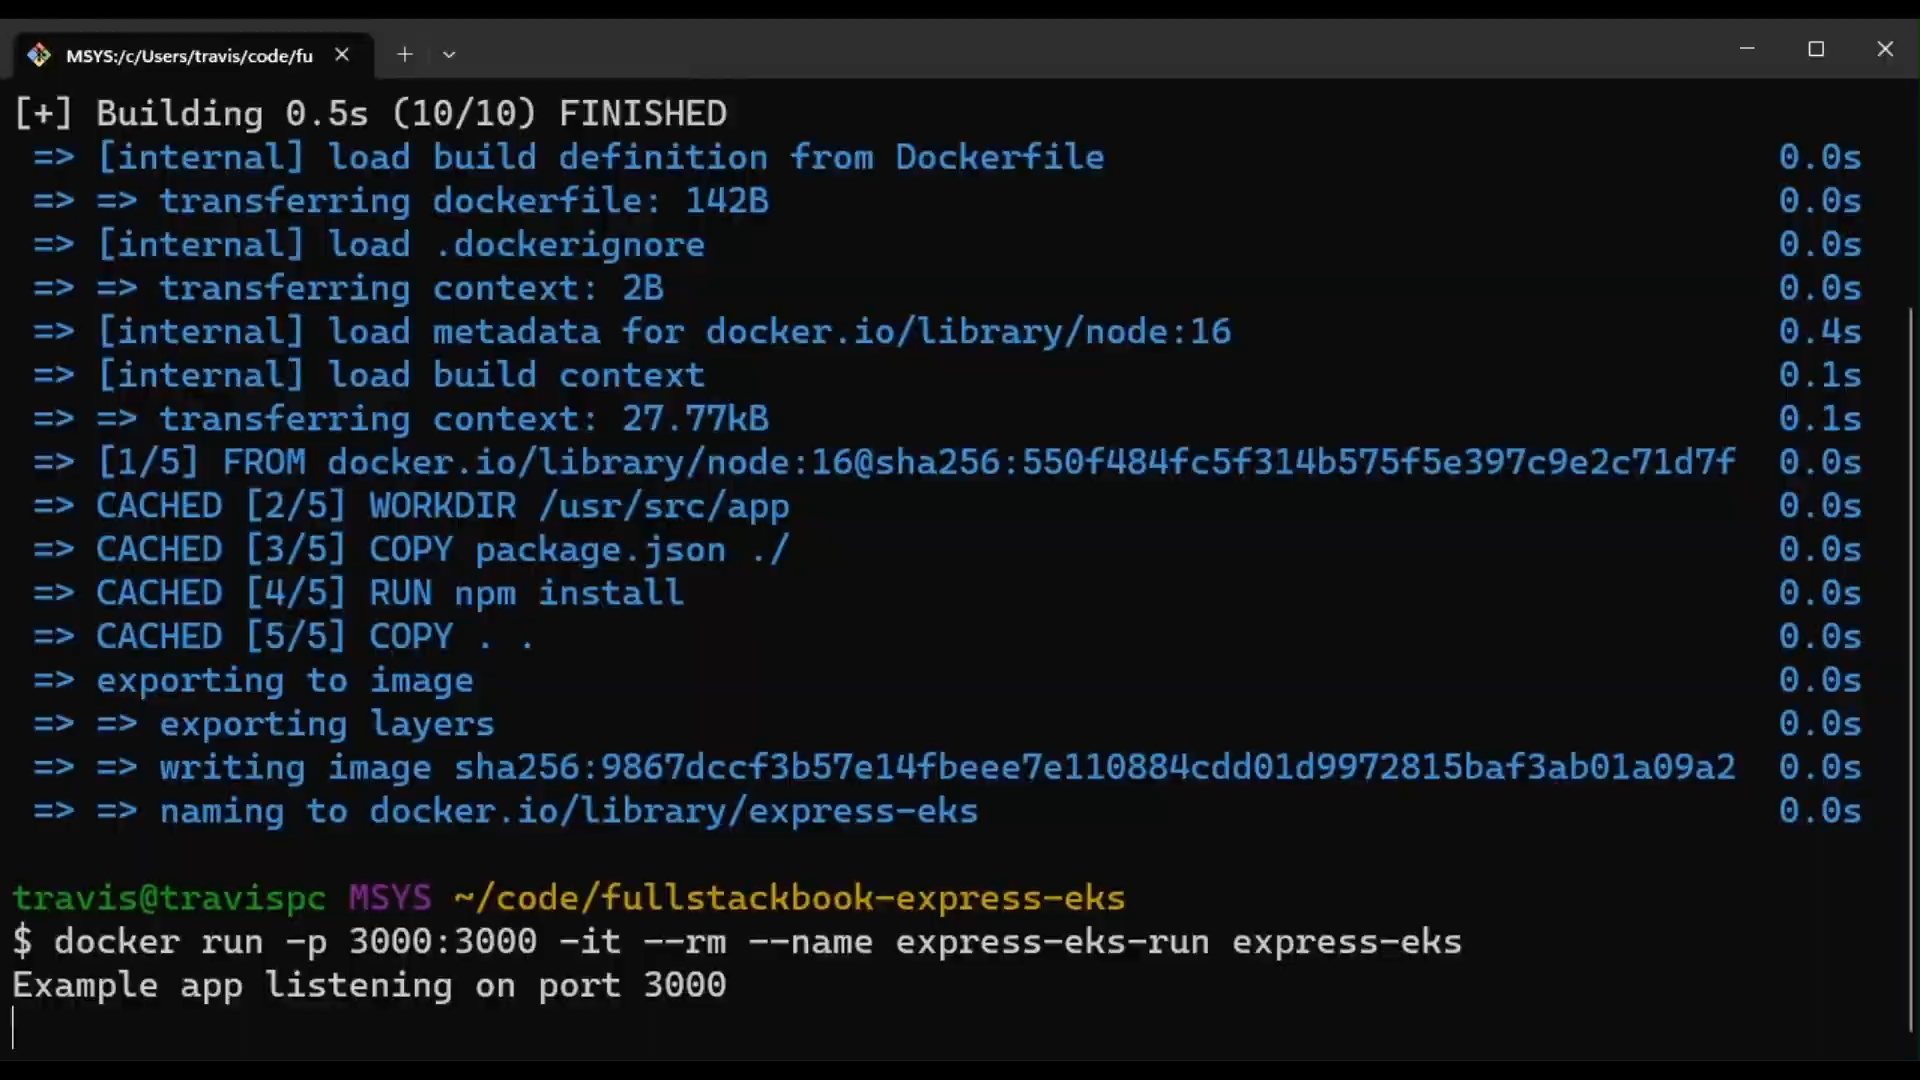 MSYS:/c/Users/travis/code/fu
[+] Building 0.5s (10/10) FINISHED
=> [internal] load build definition from Dockerfile 0.0s
=> => transferring dockerfile: 142B 0.0s
=> [internal] load .dockerignore 0.0s
=> => transferring context: 2B 0.0s
=> [internal] load metadata for docker.io/library/node:16 0.4s
=> [internal] load build context 0.1s
=> => transferring context: 27.77kB 0.1s
=> [1/5] FROM docker.io/library/node:16@sha256:550f484fc5f314b575f5e397c9e2c71d7f 0.0s
=> CACHED [2/5] WORKDIR /usr/src/app 0.0s
=> CACHED [3/5] COPY package.json ./ 0.0s
=> CACHED [4/5] RUN npm install 0.0s
=> CACHED [5/5] COPY . . 0.0s
=> exporting to image 0.0s
=> => exporting layers 0.0s
=> => writing image sha256:9867dccf3b57e14fbeee7e110884cdd01d9972815baf3ab01a09a2 0.0s
=> => naming to docker.io/library/express-eks 0.0s
travis@travispc MSYS ~/code/fullstackbook-express-eks
$ docker run -p 3000:3000 -it --rm --name express-eks-run express-eks
Example app listening on port 3000